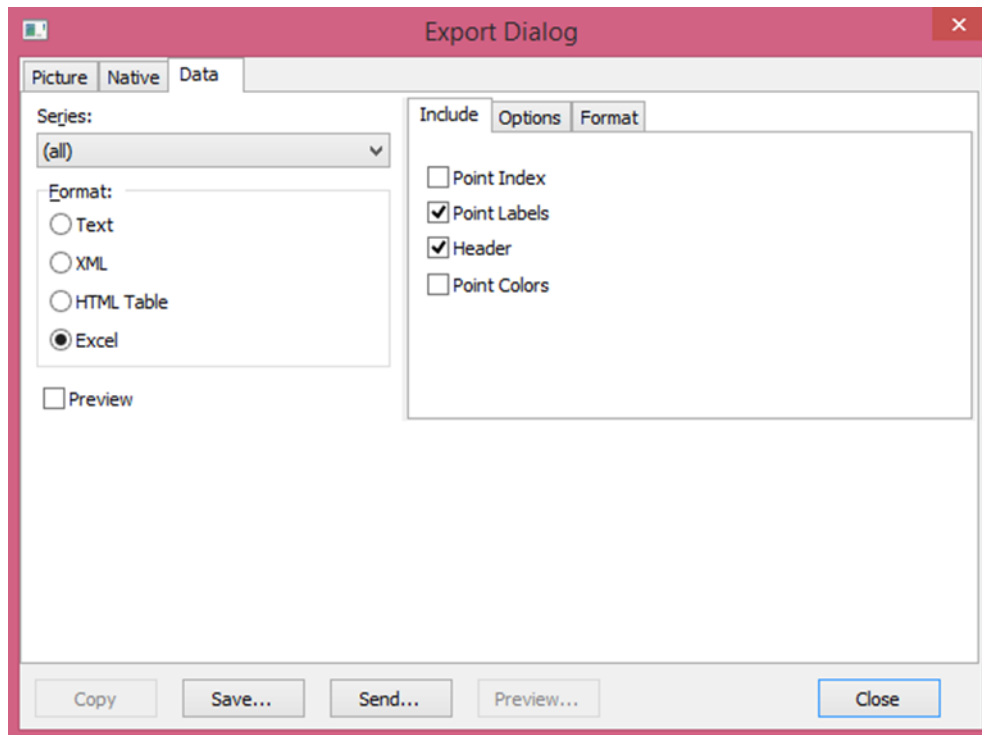 Export Dialog
Picture Native Data
Series:
(all)
Format:
Text
XML
HTML Table
Excel
Preview
Include Options Format
Point Index
Point Labels
Header
Point Colors
Copy Save... Send... Preview... Close